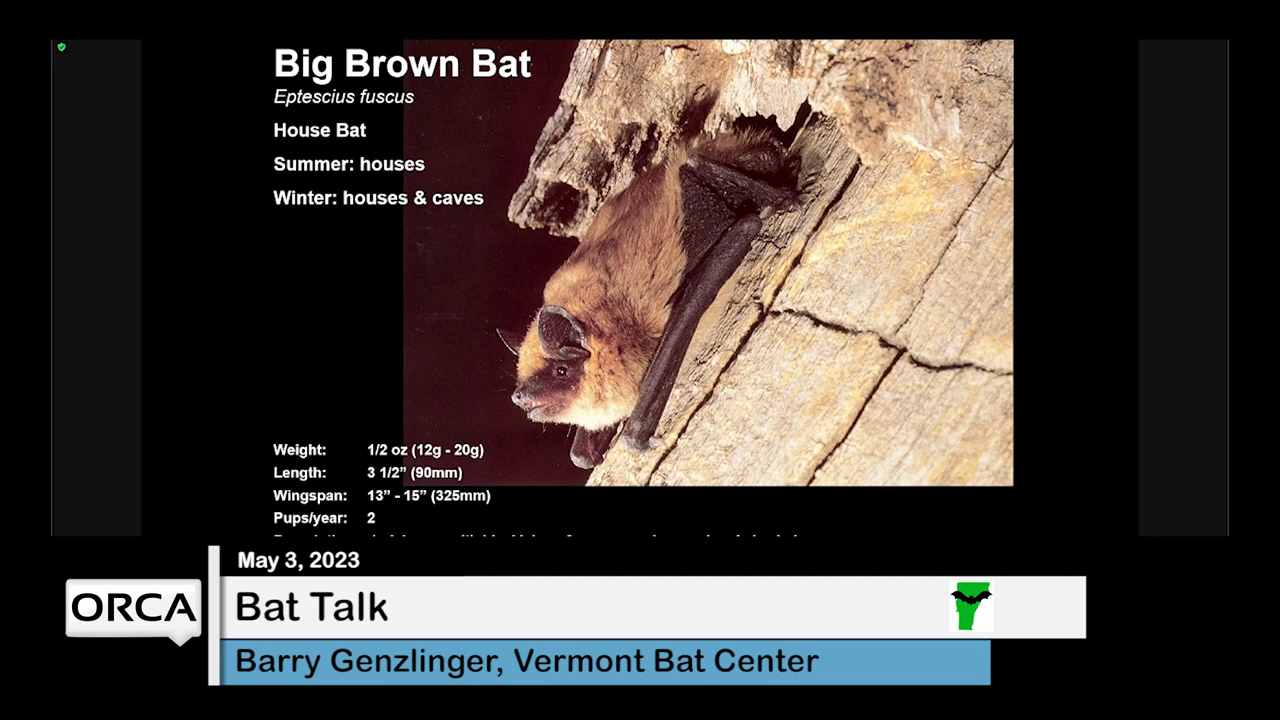 Big Brown Bat
Eptescius fuscus
House Bat
Summer: houses
Winter: houses & caves
Weight: 1/2 oz (12g - 20g)
Length: 3 1/2” (90mm)
Wingspan: 13” - 15” (325mm)
Pups/year: 2
May 3, 2023
ORCA
Bat Talk
Barry Genzlinger, Vermont Bat Center